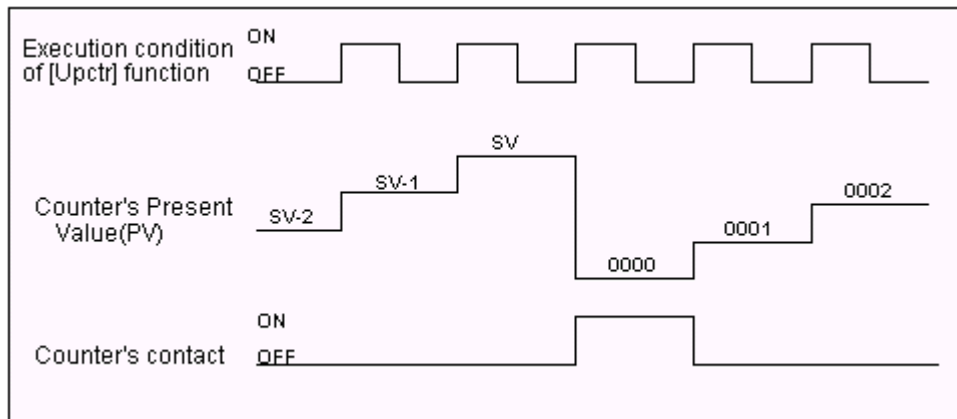 Execution condition
of [Upctr] function
ON
OFF
SV
SV-1
SV-2
Counter's Present
Value(PV)
0000
0001
0002
ON
Counter's contact
OFF